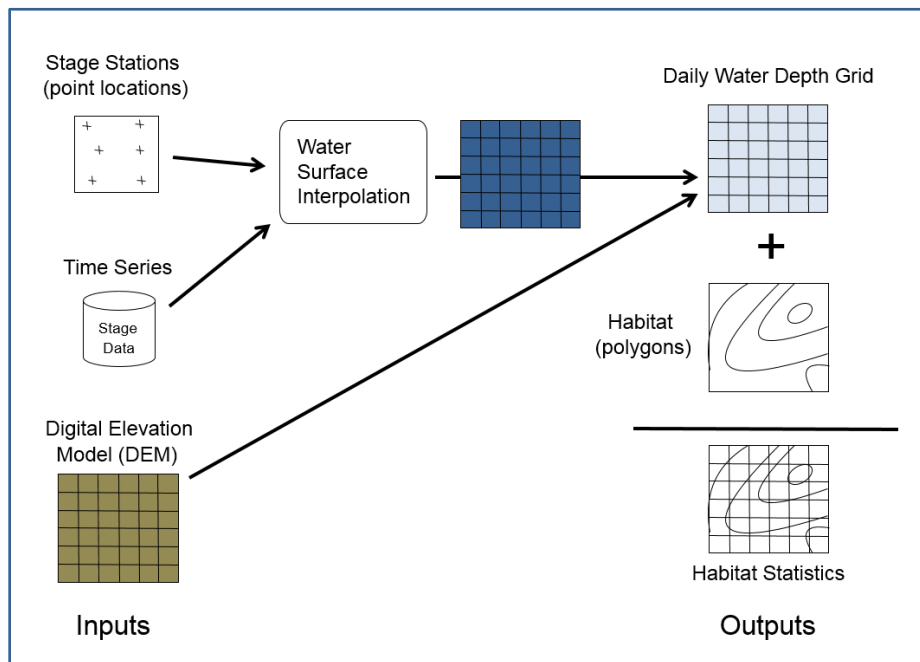 Stage Stations
(point locations)
Water
Surface
Interpolation
Daily Water Depth Grid
Time Series
Stage
Data
Habitat
(polygons)
Digital Elevation
Model (DEM)
Habitat Statistics
Inputs
Outputs